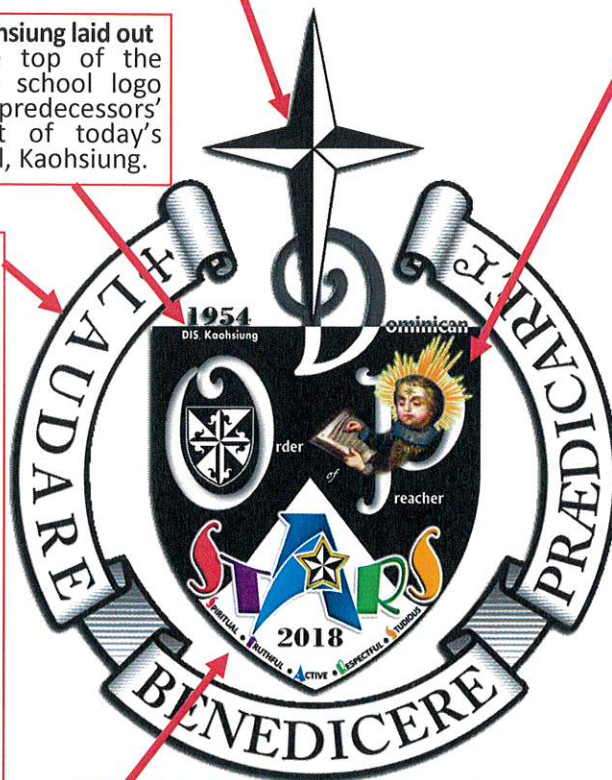 hsiung laid out
top of the
school logo
predecessors'
of today's
l, Kaohsiung.
LAUDARE
BENEDICERE
PRÆDICARE
1954
DIS, Kaohsiung
Dominican
Order
of
Preacher
STARS
SPIRITUAL • TRUTHFUL • ACTIVE • RESPECTFUL • STUDIOUS
2018